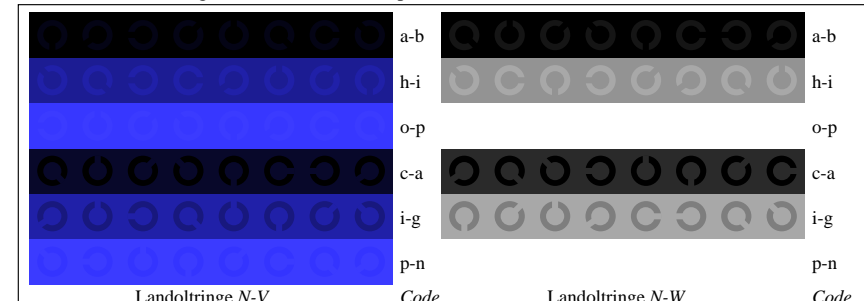 a-b a-b
h-i h-i
o-p o-p
c-a c-a
i-g i-g
p-n p-n
Landoltringe N-V Code Landoltringe N-W Code